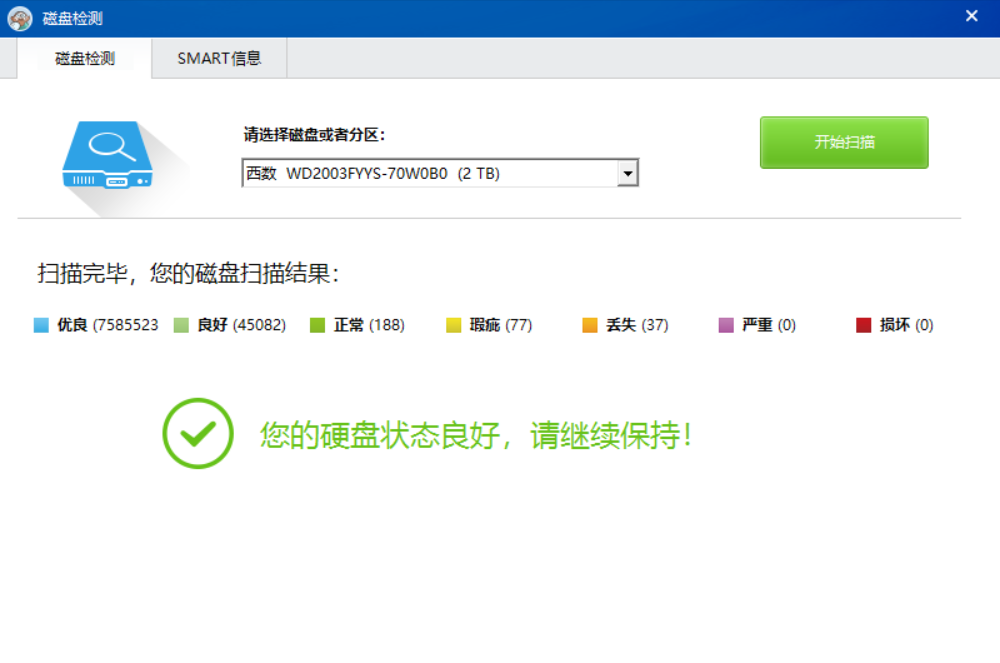 磁盘检测
磁盘检测 SMART信息
请选择磁盘或者分区：
开始扫描
西数 WD2003FYYS-70W0B0 (2 TB)
扫描完毕，您的磁盘扫描结果：
优良 (7585523 良好 (45082) 正常 (188) 瑕疵 (77) 丢失 (37) 严重 (0) 损坏 (0)
您的硬盘状态良好，请继续保持！